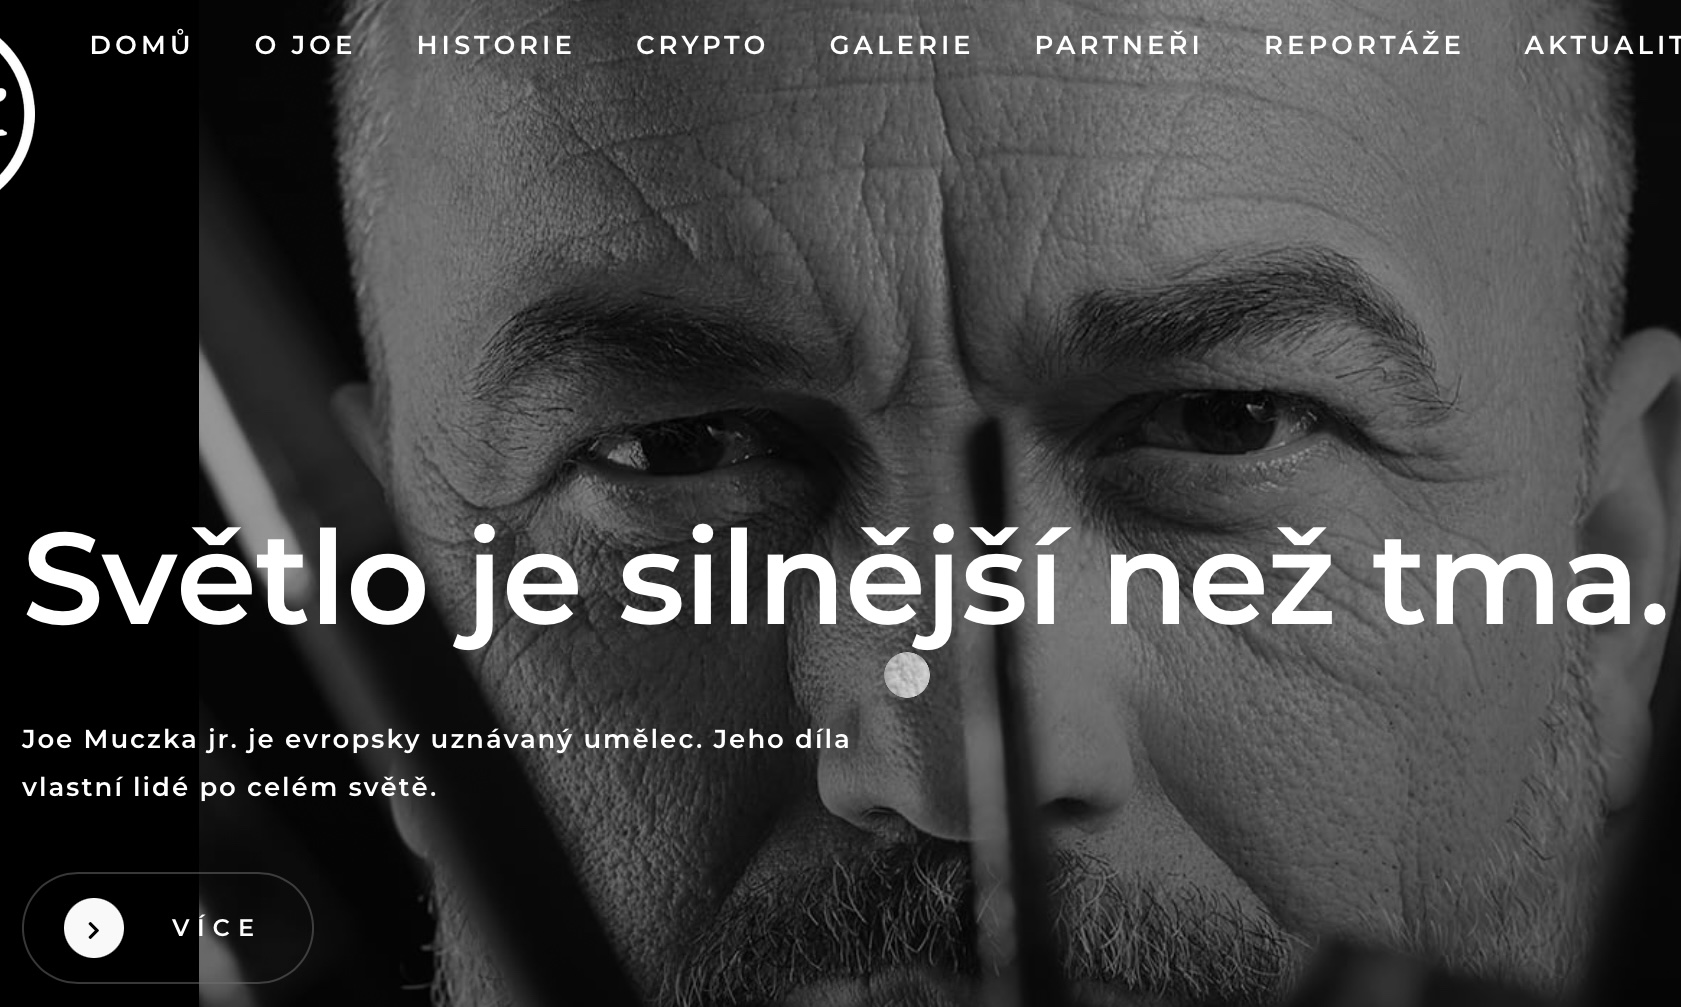 DOMŮ O JOE HISTORIE CRYPTO GALERIE PARTNEŘI REPORTÁŽE
Světlo je silnější než tma.
Joe Muczka jr. je evropsky uznávaný umělec. Jeho díla
vlastní lidé po celém světě.
VÍCE